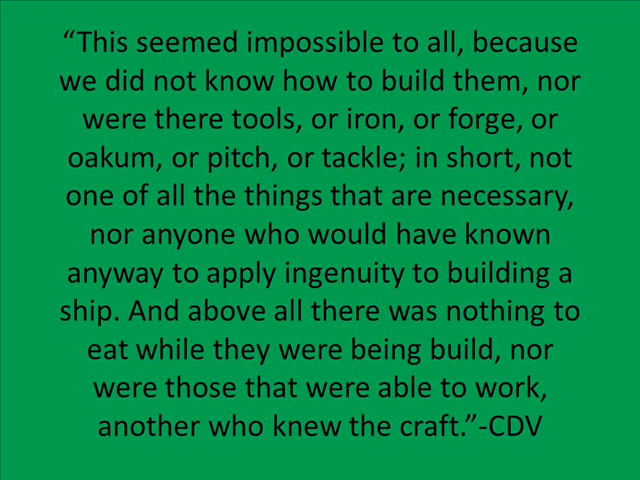 “This seemed impossible to all, because
we did not know how to build them, nor
were there tools, or iron, or forge, or
oakum, or pitch, or tackle; in short, not
one of all the things that are necessary,
nor anyone who would have known
anyway to apply ingenuity to building a
ship. And above all there was nothing to
eat while they were being build, nor
were those that were able to work,
another who knew the craft.”-CDV